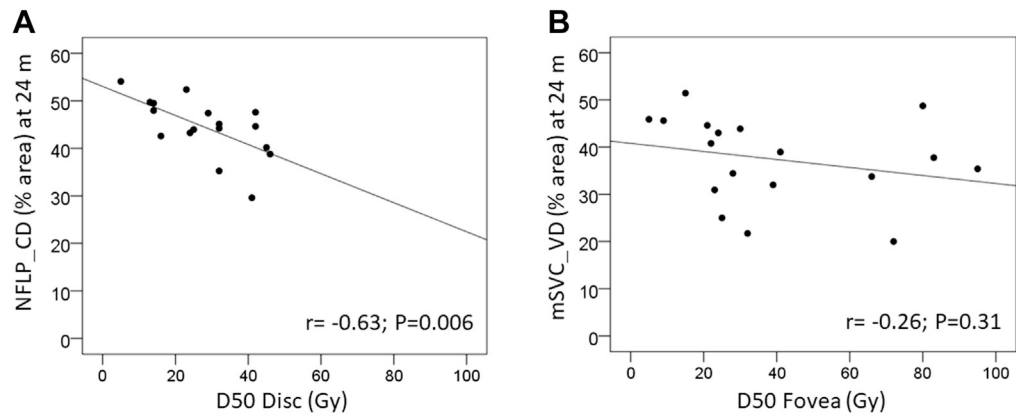 A
NFLP_CD (% area) at 24 m
60
50
40
30
20
10
0
r= -0.63; P=0.006
0 20 40 60 80 100
D50 Disc (Gy)
B
mSVC_VD (% area) at 24 m
60
50
40
30
20
10
0
r= -0.26; P=0.31
0 20 40 60 80 100
D50 Fovea (Gy)